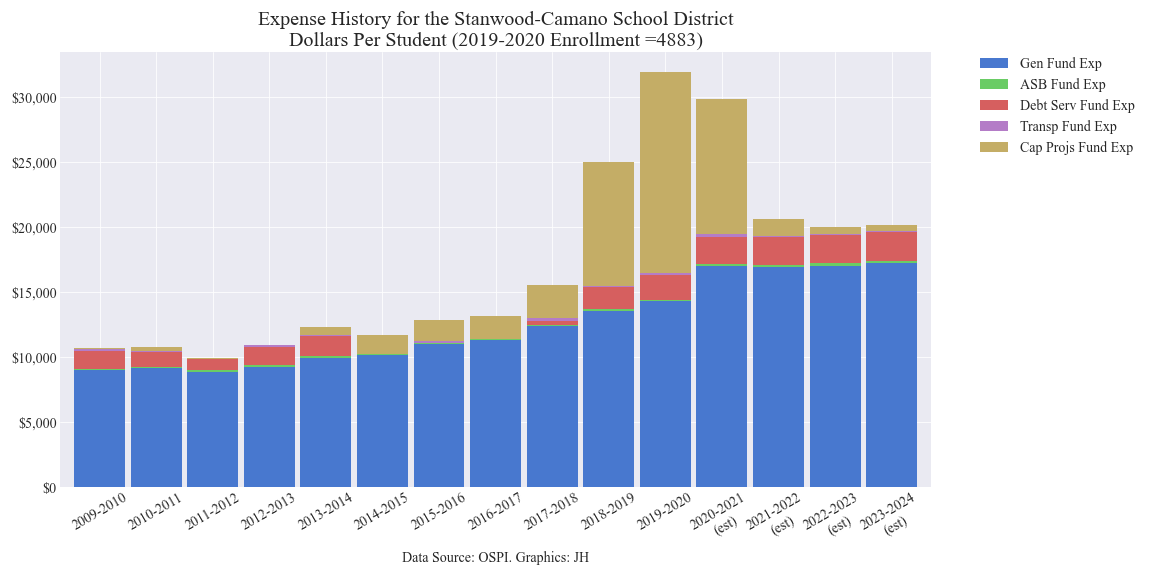 Expense History for the Stanwood-Camano School District
Dollars Per Student (2019-2020 Enrollment =4883)
Gen Fund Exp
ASB Fund Exp
Debt Serv Fund Exp
Transp Fund Exp
Cap Projs Fund Exp
$30,000
$25,000
$20,000
$15,000
$10,000
$5,000
$0
2009-2010
2010-2011
2011-2012
2012-2013
2013-2014
2014-2015
2015-2016
2016-2017
2017-2018
2018-2019
2019-2020
2020-2021
(est)
2021-2022
(est)
2022-2023
(est)
2023-2024
(est)
Data Source: OSPI. Graphics: JH